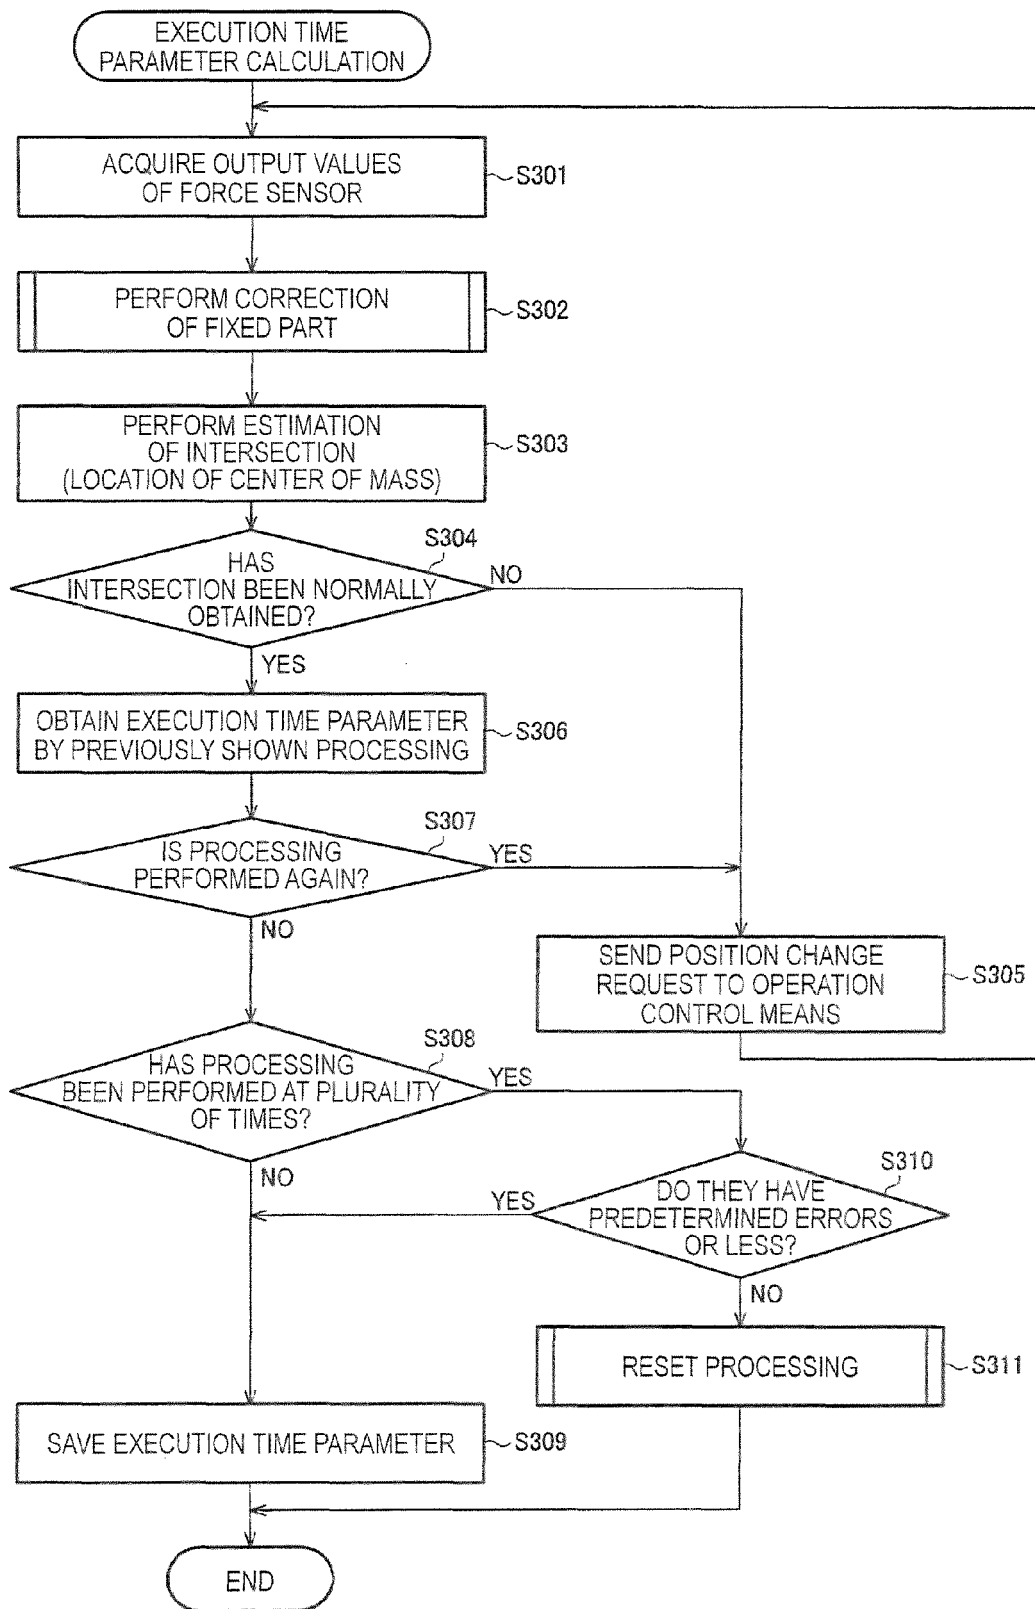 EXECUTION TIME
PARAMETER CALCULATION
ACQUIRE OUTPUT VALUES
OF FORCE SENSOR
S301
PERFORM CORRECTION
OF FIXED PART
S302
PERFORM ESTIMATION
OF INTERSECTION
(LOCATION OF CENTER OF MASS)
S303
S304
HAS
INTERSECTION BEEN NORMALLY
OBTAINED?
NO
YES
OBTAIN EXECUTION TIME PARAMETER
BY PREVIOUSLY SHOWN PROCESSING
S306
S307
IS PROCESSING
PERFORMED AGAIN?
YES
NO
SEND POSITION CHANGE
REQUEST TO OPERATION
CONTROL MEANS
S305
S308
HAS PROCESSING
BEEN PERFORMED AT PLURALITY
OF TIMES?
YES
NO
S310
DO THEY HAVE
PREDETERMINED ERRORS
OR LESS?
YES
NO
RESET PROCESSING
S311
SAVE EXECUTION TIME PARAMETER
S309
END